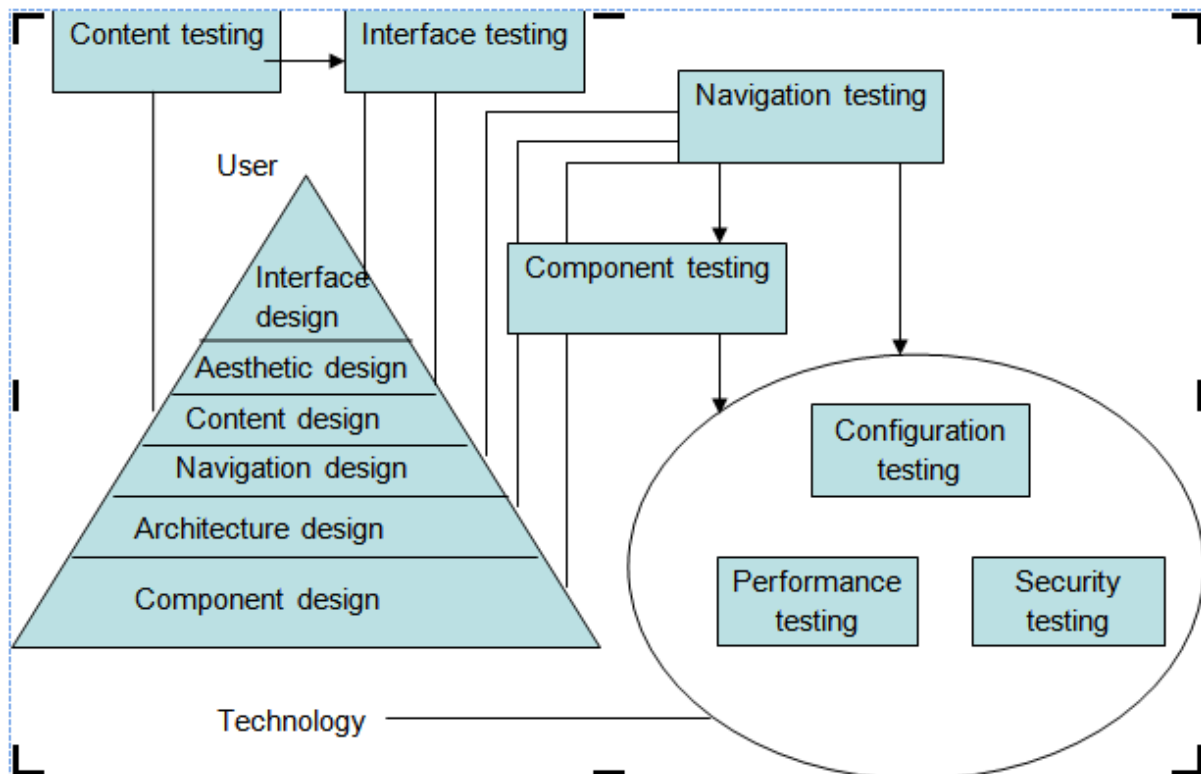 Content testing
Interface testing
Navigation testing
User
Component testing
Interface
design
Aesthetic design
Content design
Navigation design
Architecture design
Component design
Configuration
testing
Performance
testing
Security
testing
Technology